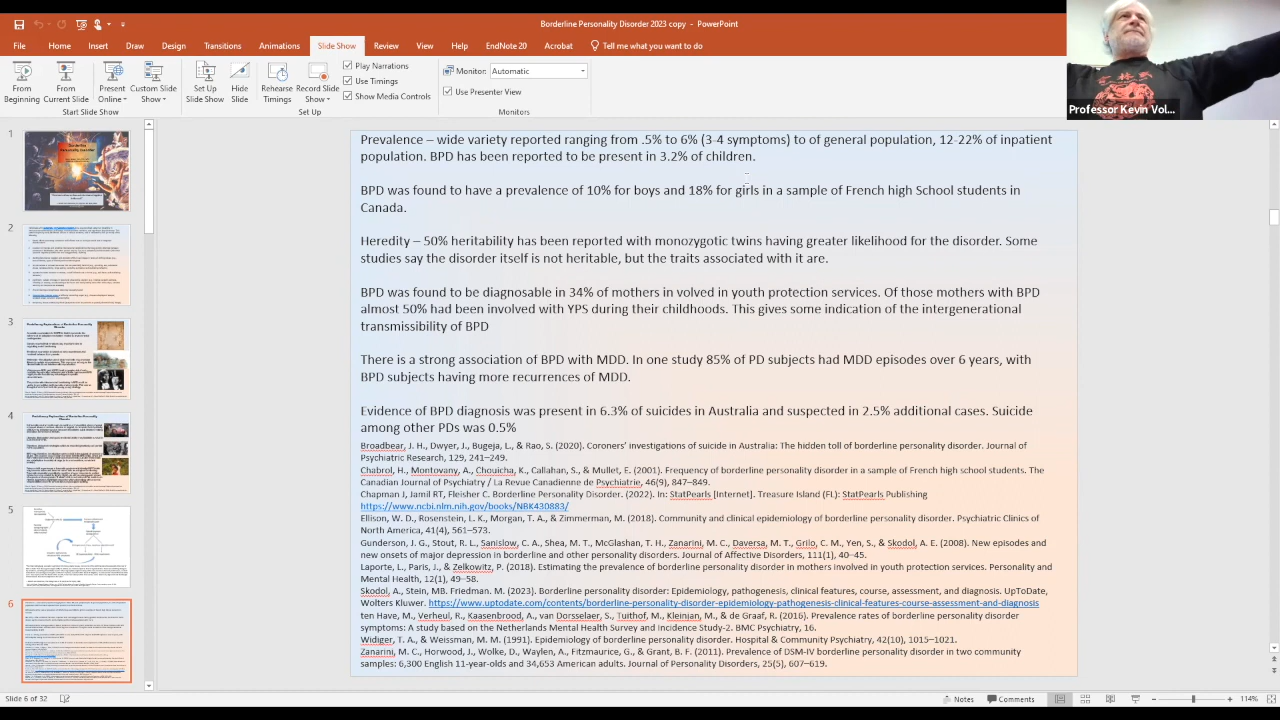 Borderline Personality Disorder 2023 copy - PowerPoint
File Home Insert Draw Design Transitions Animations Slide Show Review View Help EndNote 20 Acrobat Tell me what you want to do
From Beginning
From Current Slide
Present Online
Custom Slide Show
Start Slide Show
Set Up Slide Show
Hide Slide
Rehearse Timings
Record Slide Show
Play Narrations
Use Timings
Show Media Controls
Set Up
Monitor: Automatic
Use Presenter View
Monitors
Professor Kevin Vol...
1
2
3
4
5
6
Prevalence – wide variety reported ranging from .5% to 6% (3-4 symptoms) to of general population, 12-22% of inpatient
population. BPD has been reported to be present in 3.2% of children.
BPD was found to have a prevalence of 10% for boys and 18% for girls in a sample of French high School students in
Canada.
Heredity – 50% heritability has been reported with monozygotic twins having greater likelihood for the disorder. Some
studies say the disorder itself is not heritable, but the traits associated with it are.
BPD was found to be diagnosable in 34% of mothers in volved in youth protection services. Of those mothers with BPD
almost 50% had been involved with YPS during their childhoods. This gives some indication of the intergenerational
transmissibility of BPD
There is a strong comorbidity of BPD with MDD. In one study 85% of BPD patients had MDD episodes over 6 years, with
BPD subjects having more recurrences of MDD.
Evidence of BPD diagnosis was present in 6.3% of suicides in Australia and suspected in 2.5% additional cases. Suicide
among other PDs was 0.5%
Broadbear, J. H., Dwyer, J., Bugeja, L., & Rao, S. (2020). Coroners' investigations of suicide in Australia: The hidden toll of borderline personality disorder. Journal of
Psychiatric Research, 129, 241–249.
Chabrol, H., Montovany, A., Chouicha, K., Callahan, S., & Mullet, E. (2001). Frequency of borderline personality disorder in a sample of French high school students. The
Canadian Journal of Psychiatry / La Revue Canadienne de Psychiatrie, 46(9), 847–849.
Chapman J, Jamil RT, Fleisher C. Borderline Personality Disorder. (2022). In: StatPearls [Internet]. Treasure Island (FL): StatPearls Publishing
https://www.ncbi.nlm.nih.gov/books/NBK430883/
Ellison, W. D., Rosenstein, L. K., Morgan, T. A., & Zimmerman, M. (2018). Community and clinical epidemiology of borderline personality disorder. Psychiatric Clinics of
North America, 41(4), 561–573.
Gunderson, J. G., Stout, R. L., Sanislow, C. A., Shea, M. T., McGlashan, T. H., Zanarini, M. C., Daversa, M. T., Grilo, C. M., Yen, S., & Skodol, A. E. (2008). New episodes and
new onsets of major depression in borderline and other personality disorders. Journal of Affective Disorders, 111(1), 40–45.
Laporte, L., Paris, J., & Zelkowitz, P. (2018). Estimating the prevalence of borderline personality disorder in mothers involved in youth protection services. Personality and
Mental Health, 12(1), 49–58.
Skodol A., Stein, MB. Friedman M. (2023). Borderline personality disorder: Epidemiology, pathogenesis, clinical features, course, assessment, and diagnosis. UpToDate,
Wolters Kluwer. https://www.uptodate.com/contents/borderline-personality-disorder-epidemiology-pathogenesis-clinical-features-course-assessment-and-diagnosis
ten Have, M., Verheul, R., Kaasenbrood, A., van Dorsselaer, S., Tuithof, M., Kleinjan, M., & de Graaf, R. (2016). Prevalence rates of borderline personality disorder
symptoms: A study based on the Netherlands Mental Health Survey and Incidence Study-2. BMC Psychiatry, 16.
Widiger, T. A., & Weissman, M. M. (1991). Epidemiology of borderline personality disorder. Hospital & Community Psychiatry, 42(10), 1015–1021.
Zanarini, M. C., Horwood, J., Wolke, D., Waylen, A., Fitzmaurice, G., & Grant, B. F. (2011). Prevalence of DSM-IV borderline personality disorder in two community
samples: 6,300 English 11-year-olds and 34,653 American adults. Journal of Personality Disorders, 25(5), 607–619.
Slide 6 of 32
Notes
Comments
114%